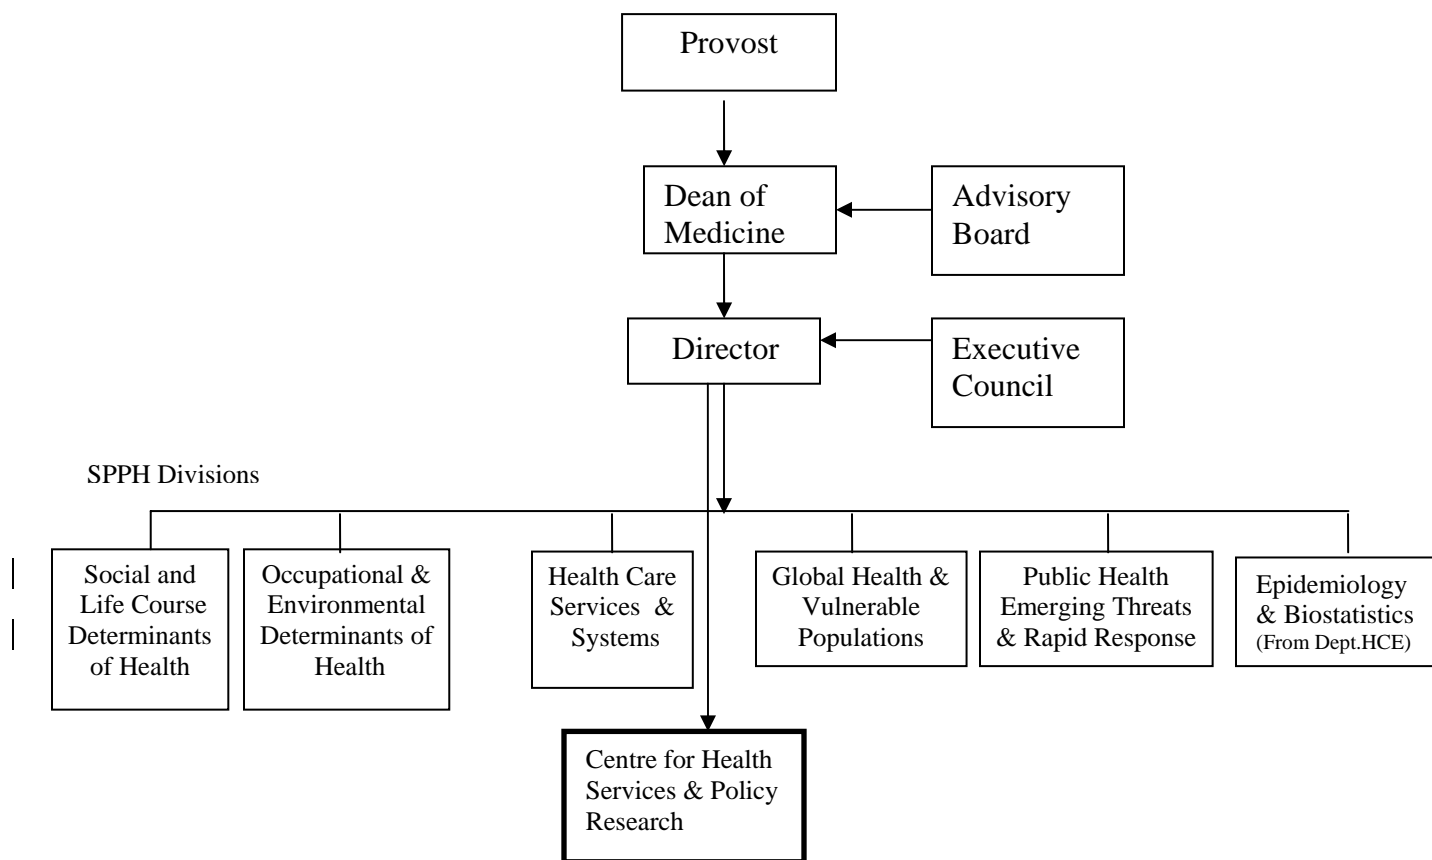 Provost
Dean of
Medicine
Advisory
Board
Director
Executive
Council
SPPH Divisions
Social and
Life Course
Determinants
of Health
Occupational &
Environmental
Determinants of
Health
Health Care
Services &
Systems
Global Health &
Vulnerable
Populations
Public Health
Emerging Threats
& Rapid Response
Epidemiology
& Biostatistics
(From Dept.HCE)
Centre for Health
Services & Policy
Research